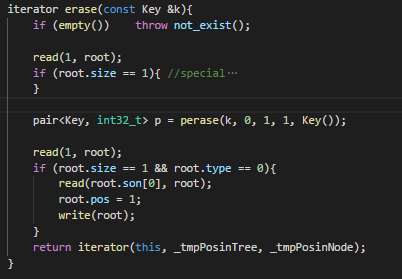 iterator erase(const Key &k){
if (empty()) throw not_exist();
read(1, root);
if (root.size == 1){ //special⋯
}
pair<Key, int32_t> p = perase(k, 0, 1, 1, Key());
read(1, root);
if (root.size == 1 && root.type == 0){
read(root.son[0], root);
root.pos = 1;
write(root);
}
return iterator(this, _tmpPosinTree, _tmpPosinNode);
}